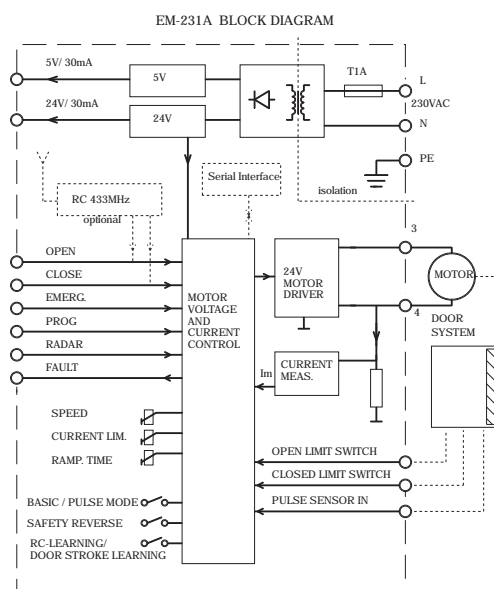 EM-231A BLOCK DIAGRAM
5V/ 30mA
5V
T1A
L
230VAC
24V/ 30mA
24V
N
PE
Serial Interface
isolation
RC 433MHz
optional
3
OPEN
CLOSE
EMERG.
PROG
RADAR
FAULT
MOTOR
VOLTAGE
AND
CURRENT
CONTROL
24V
MOTOR
DRIVER
MOTOR
4
DOOR
SYSTEM
Im
CURRENT
MEAS.
SPEED
CURRENT LIM.
RAMP. TIME
OPEN LIMIT SWITCH
CLOSED LIMIT SWITCH
PULSE SENSOR IN
BASIC / PULSE MODE
SAFETY REVERSE
RC-LEARNING/
DOOR STROKE LEARNING